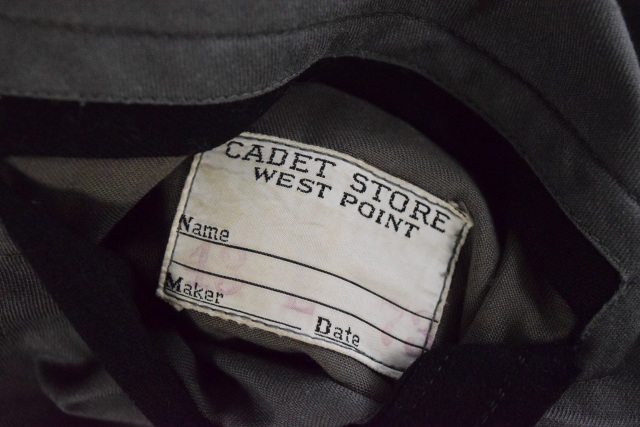 CADET STORE
WEST POINT
Name
Maker
Date